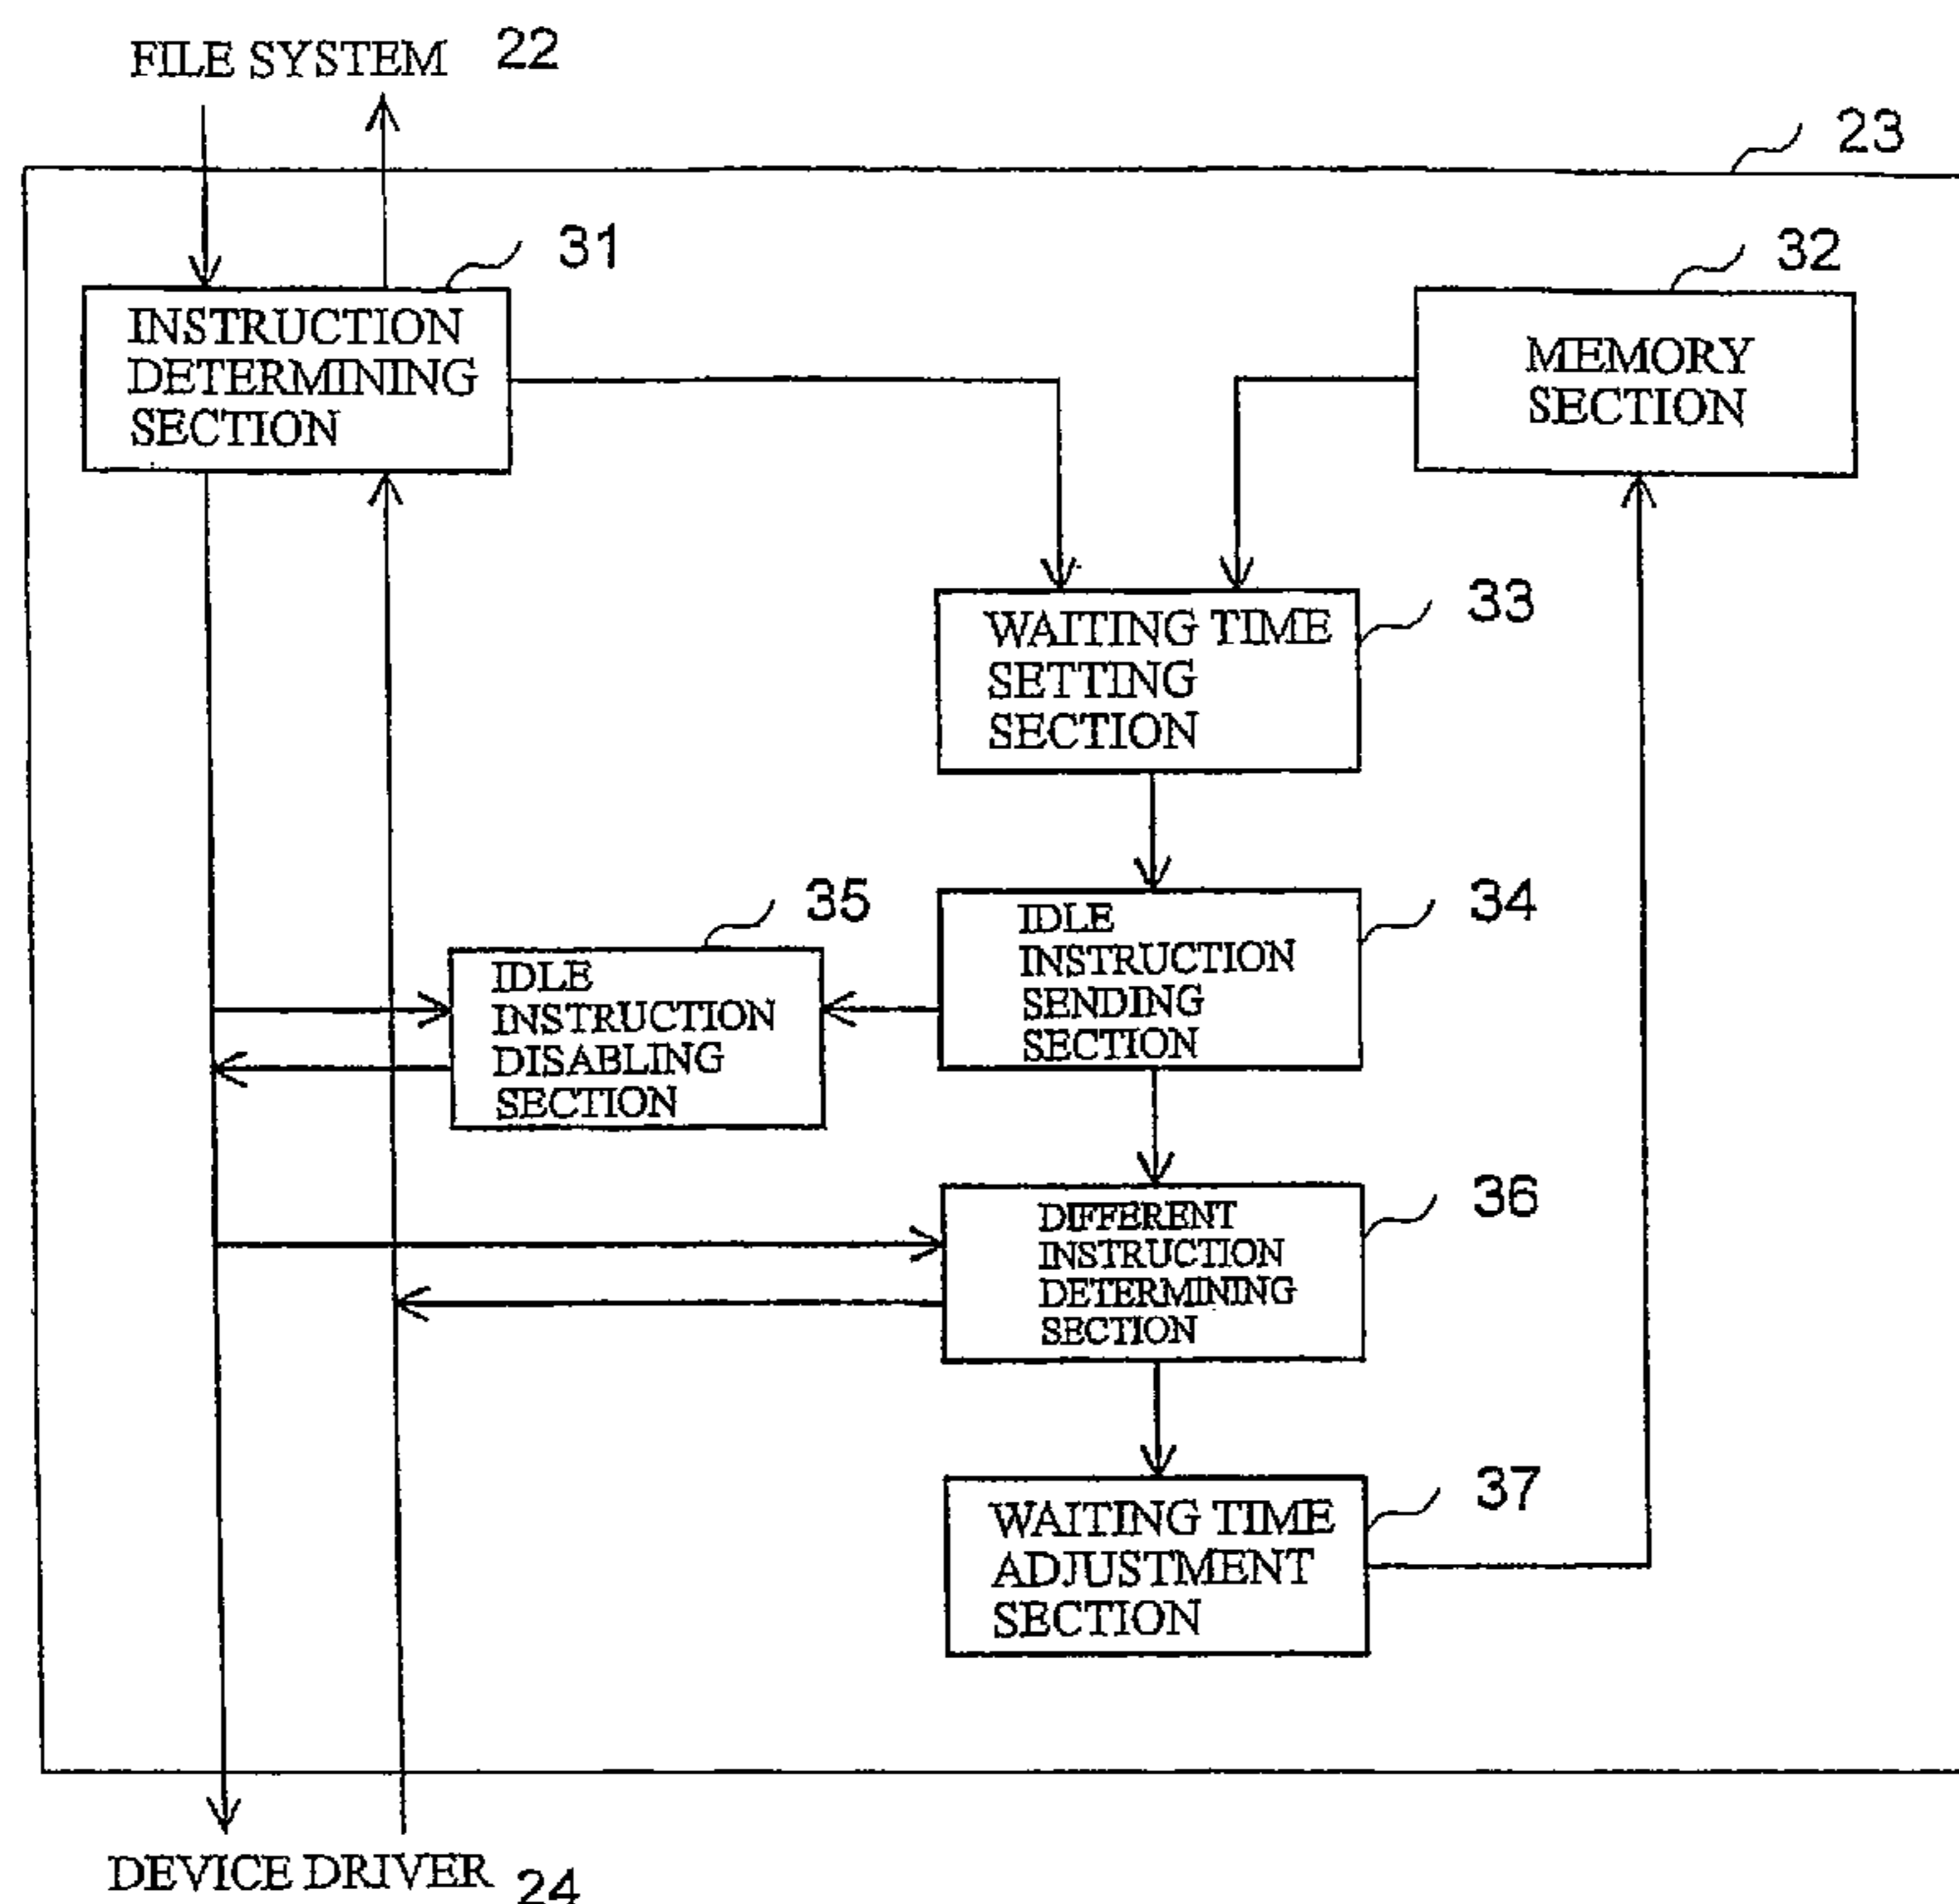 FILE SYSTEM 22
23
31
INSTRUCTION
DETERMINING
SECTION
32
MEMORY
SECTION
33
WAITING TIME
SETTING
SECTION
34
IDLE
INSTRUCTION
SENDING
SECTION
35
IDLE
INSTRUCTION
DISABLING
SECTION
36
DIFFERENT
INSTRUCTION
DETERMINING
SECTION
37
WAITING TIME
ADJUSTMENT
SECTION
DEVICE DRIVER 24